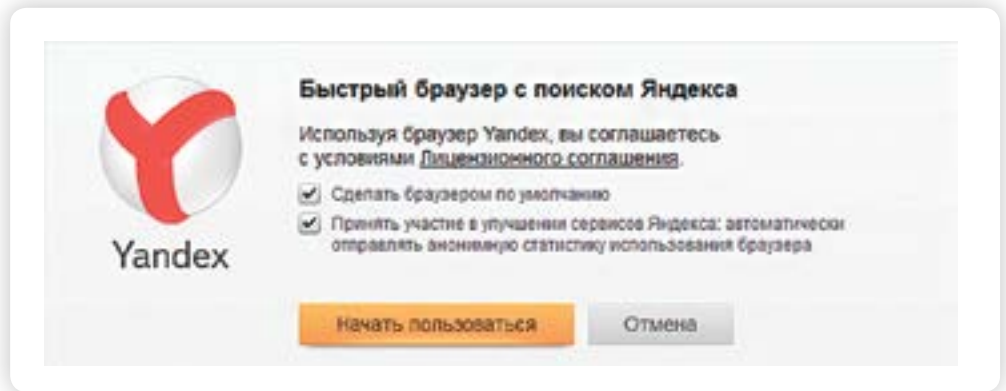 Быстрый браузер с поиском Яндекса
Используя браузер Yandex, вы соглашаетесь
с условиями Лицензионного соглашения.
Сделать браузером по умолчанию
Принять участие в улучшении сервисов Яндекса: автоматически
отправлять анонимную статистику использования браузера
Yandex
Начать пользоваться
Отмена